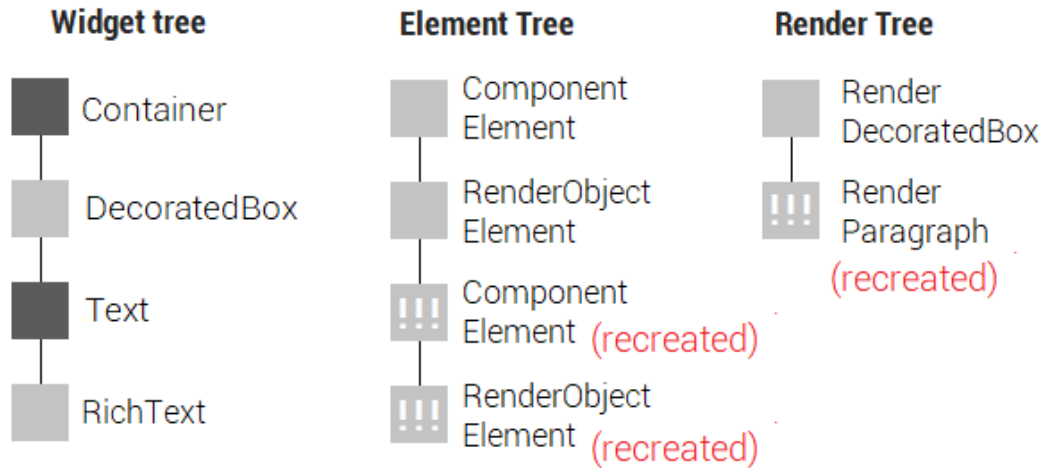 Widget tree
Container
DecoratedBox
Text
RichText
Element Tree
Component
Element
RenderObject
Element
Component
Element (recreated)
!!!
RenderObject
Element (recreated)
!!!
Render Tree
Render
DecoratedBox
!!!
Render
Paragraph
(recreated)